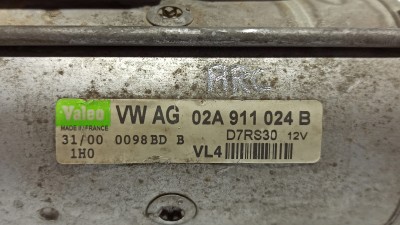 Valeo VW AG 02A 911 024 B
MADE IN FRANCE D7RS30 12V
31/00 0098BD B
1H0 VL4